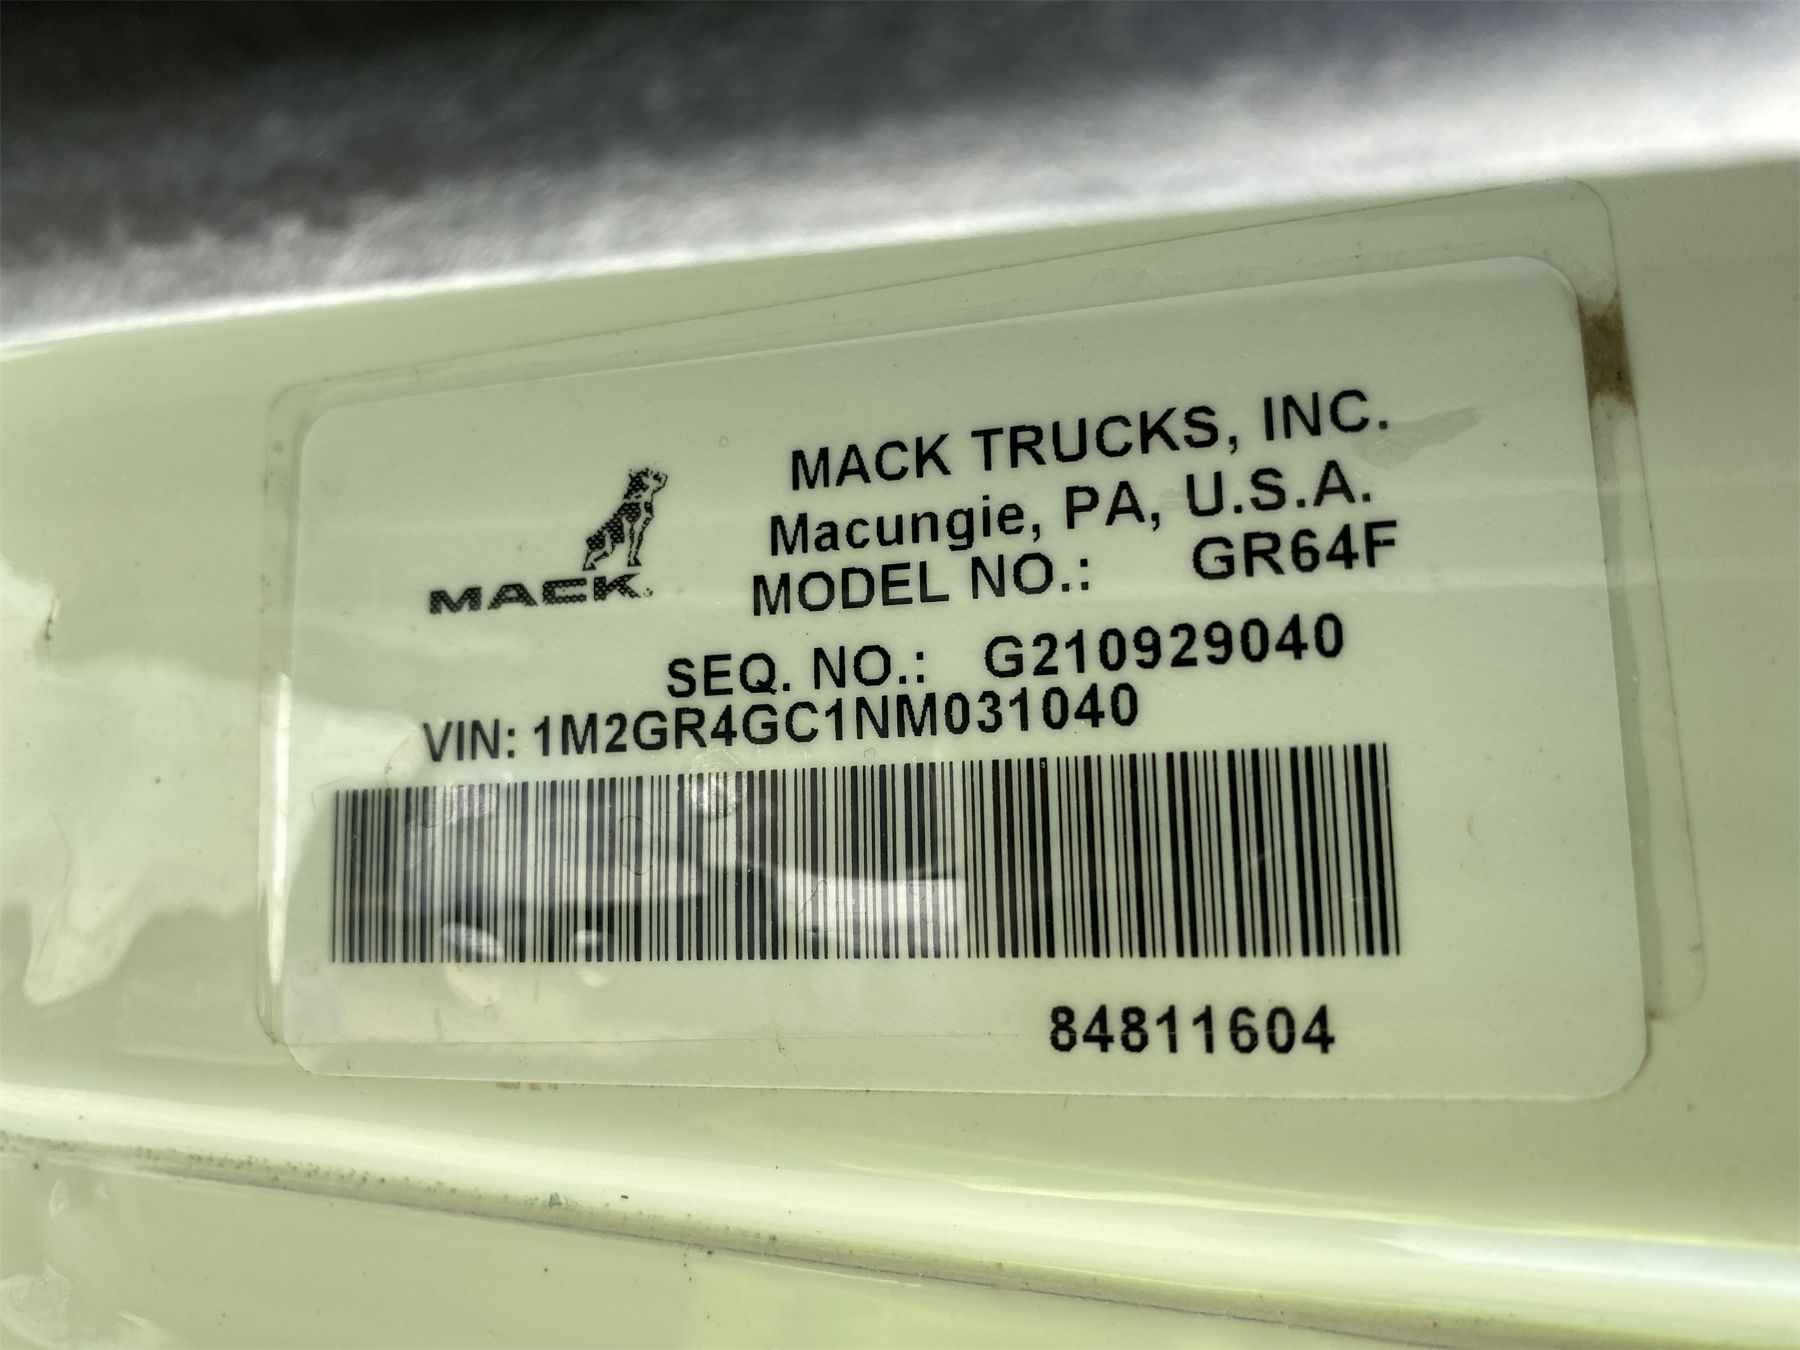 MACK TRUCKS, INC.
Macungie, PA, U.S.A.
MACK
MODEL NO.: GR64F
SEQ. NO.: G210929040
VIN: 1M2GR4GC1NM031040
84811604